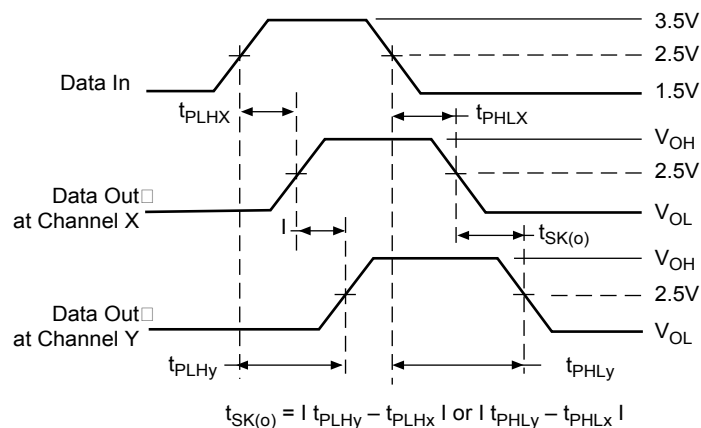 3.5V
2.5V
Data In
1.5V
tPLHX
tPHLX
VOH
2.5V
Data Out□
at Channel X
VOL
I
tSK(o)
VOH
Data Out□
at Channel Y
2.5V
VOL
tPLHy
tPHLy
tSK(o) = I tPLHy – tPLHx I or I tPHLy – tPHLx I